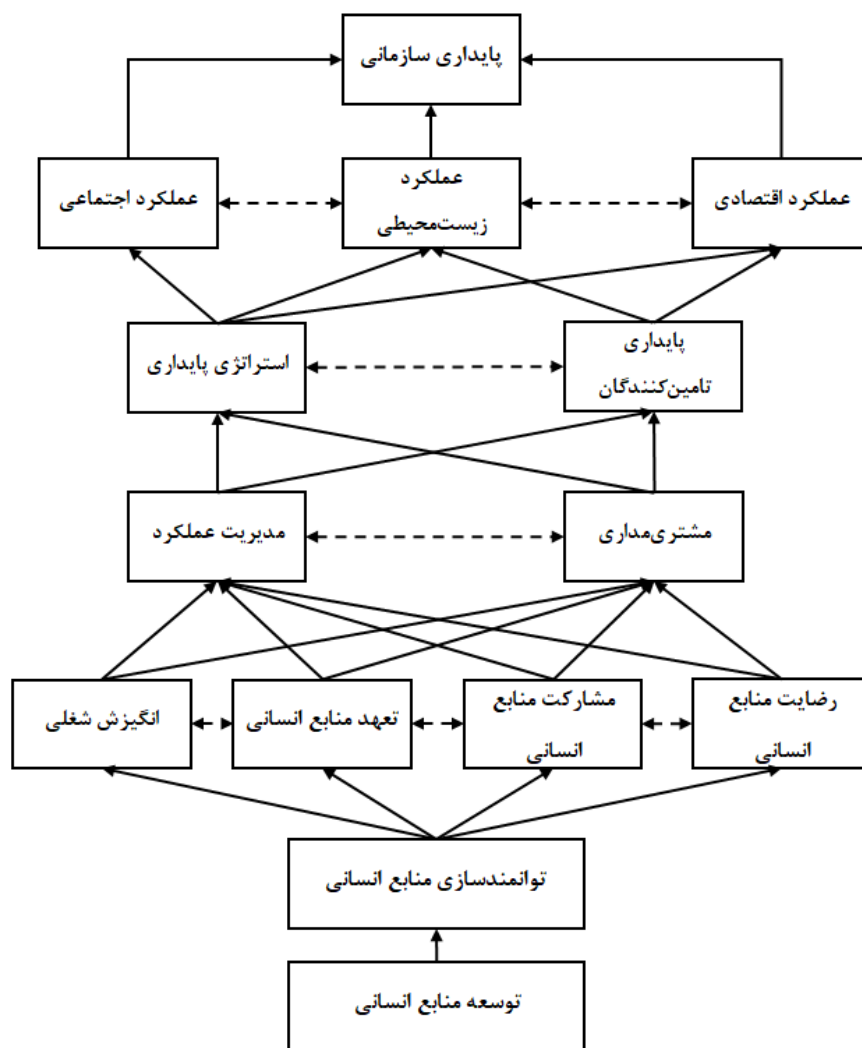 پایداری سازمانی
عملکرد اقتصادی
عملکرد
زیست‌محیطی
عملکرد اجتماعی
پایداری
تامین‌کنندگان
استراتژی پایداری
مشتری‌مداری
مدیریت عملکرد
رضایت منابع
انسانی
مشارکت منابع
انسانی
تعهد منابع انسانی
انگیزش شغلی
توانمندسازی منابع انسانی
توسعه منابع انسانی